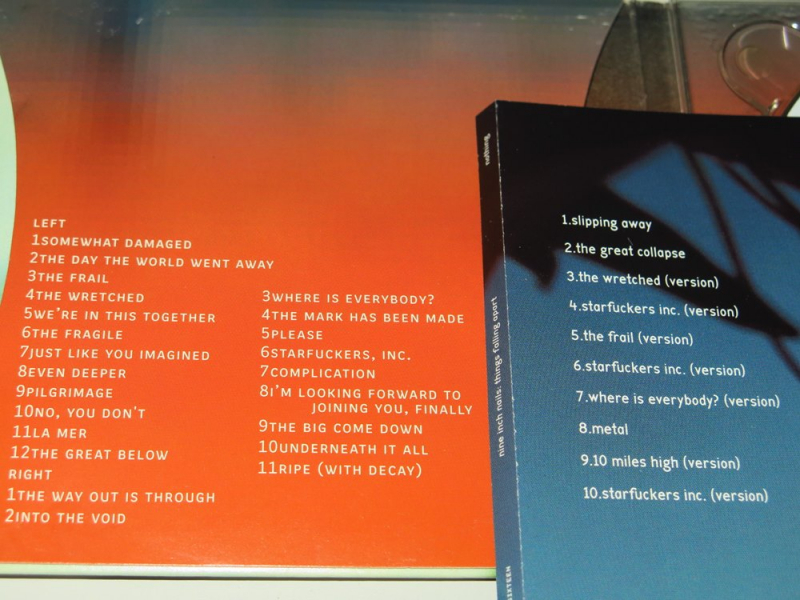 LEFT
1SOMEWHAT DAMAGED
2THE DAY THE WORLD WENT AWAY
3THE FRAIL
4THE WRETCHED
5WE'RE IN THIS TOGETHER
6THE FRAGILE
7JUST LIKE YOU IMAGINED
8EVEN DEEPER
9PILGRIMAGE
10NO, YOU DON'T
11LA MER
12THE GREAT BELOW
RIGHT
1THE WAY OUT IS THROUGH
2INTO THE VOID
3WHERE IS EVERYBODY?
4THE MARK HAS BEEN MADE
5PLEASE
6STARFUCKERS, INC.
7COMPLICATION
8I'M LOOKING FORWARD TO
JOINING YOU, FINALLY
9THE BIG COME DOWN
10UNDERNEATH IT ALL
11RIPE (WITH DECAY)
nothing
nine inch nails: things falling apart
SIXTEEN
1.slipping away
2.the great collapse
3.the wretched (version)
4.starfuckers inc. (version)
5.the frail (version)
6.starfuckers inc. (version)
7.where is everybody? (version)
8.metal
9.10 miles high (version)
10.starfuckers inc. (version)